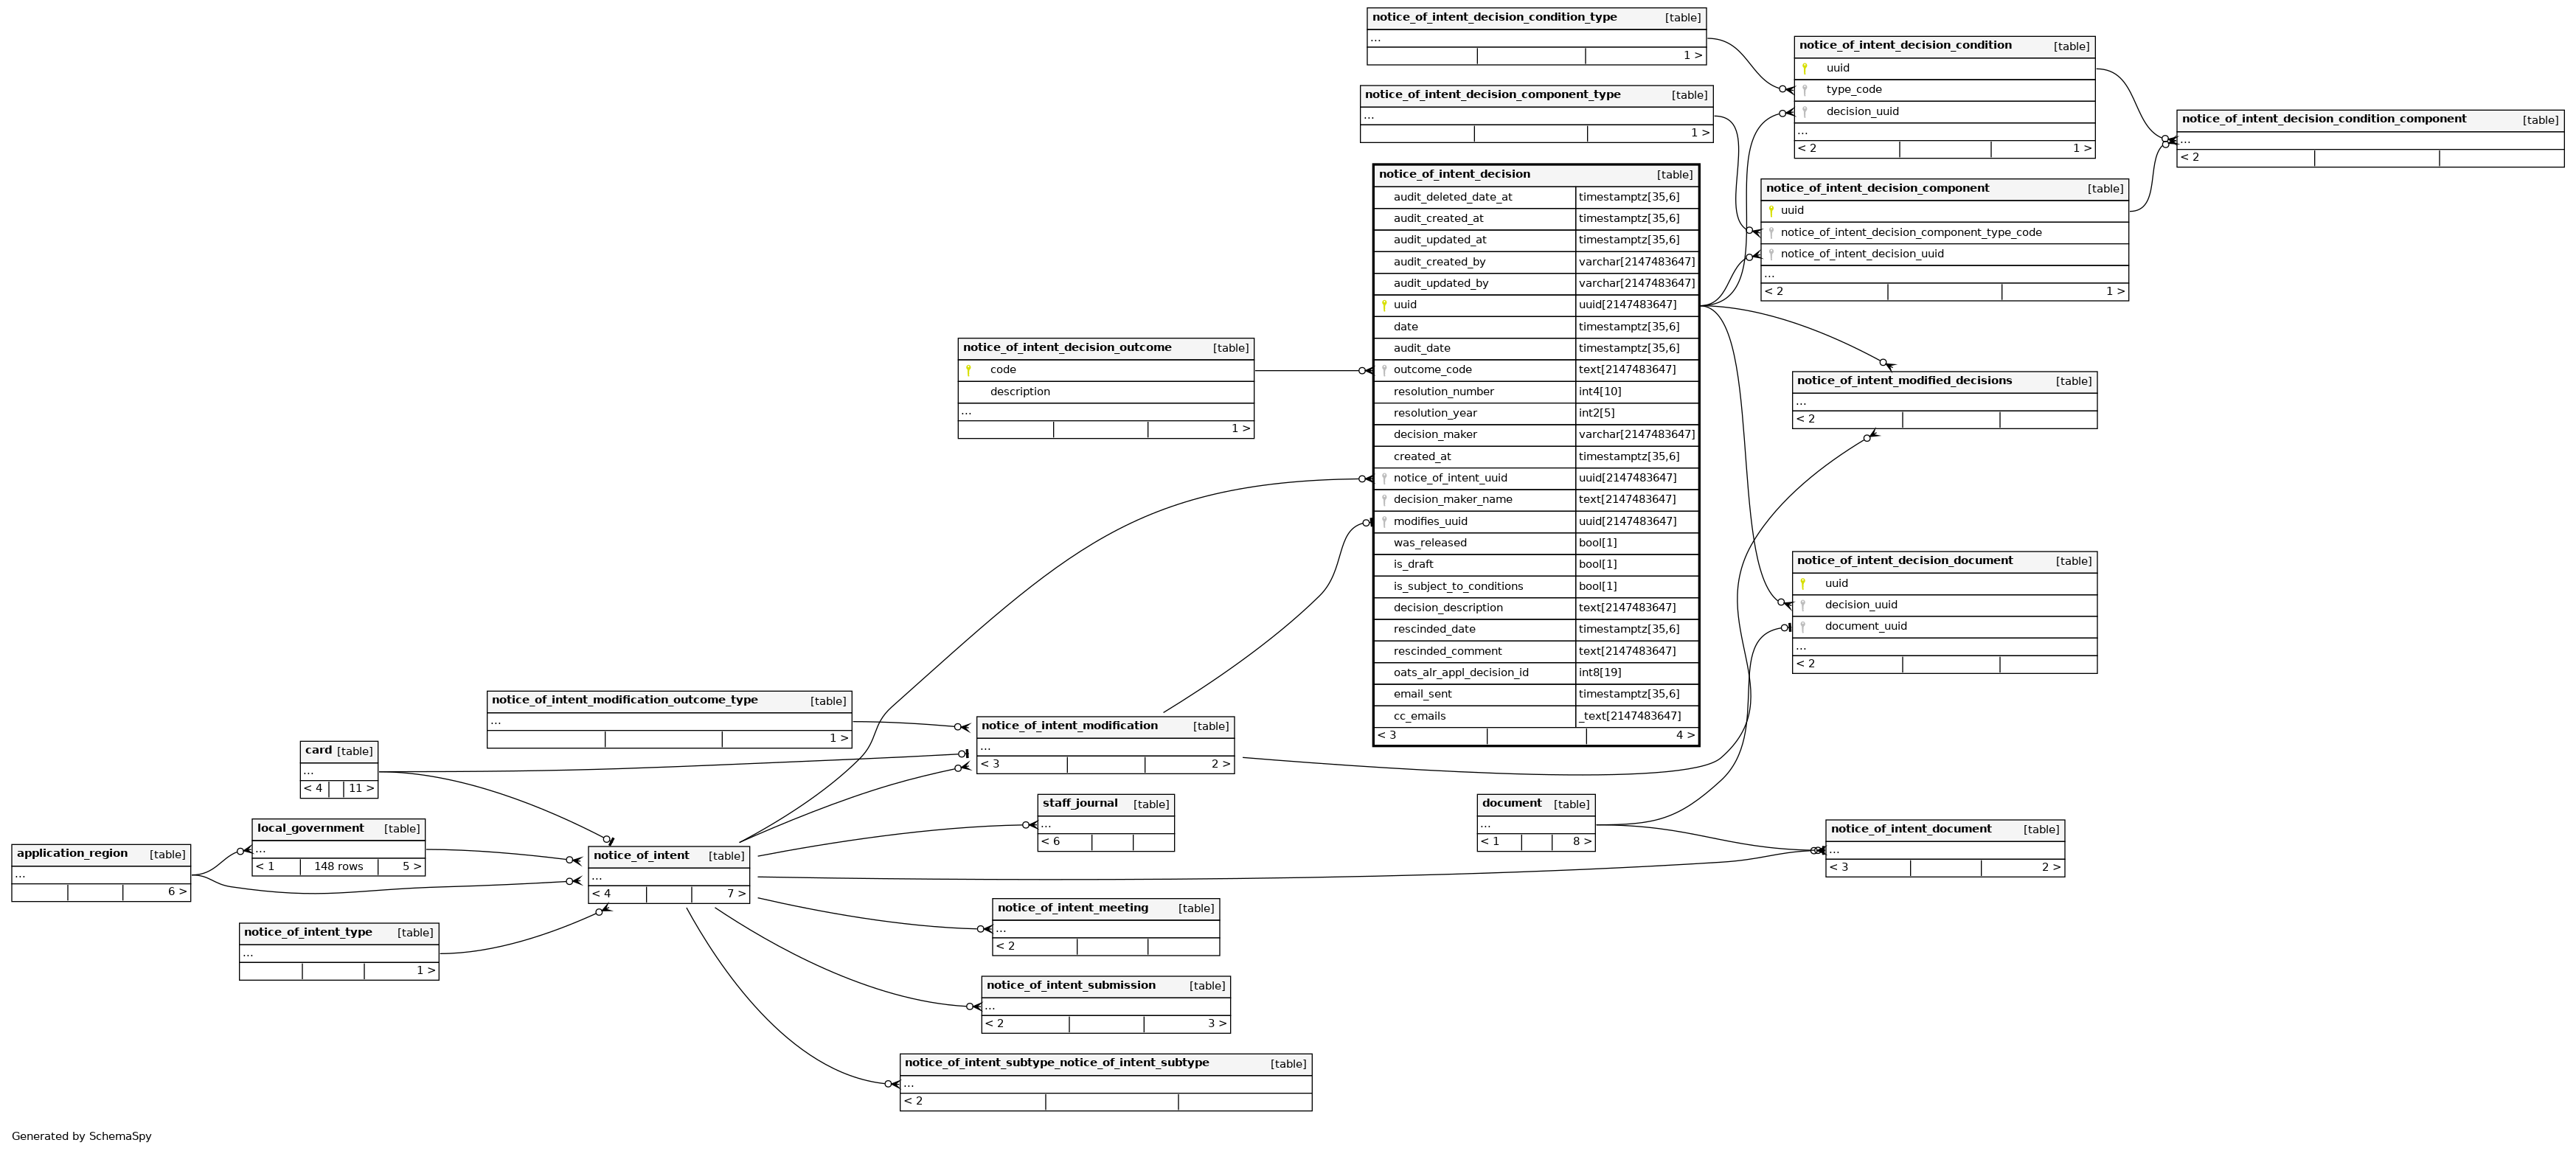 notice_of_intent_decision_condition_type [table]
...
1 >
notice_of_intent_decision_component_type [table]
...
1 >
notice_of_intent_decision_condition [table]
uuid
type_code
decision_uuid
...
< 2 1 >
notice_of_intent_decision_condition_component [table]
...
< 2
notice_of_intent_decision_component [table]
uuid
notice_of_intent_decision_component_type_code
notice_of_intent_decision_uuid
...
< 2 1 >
notice_of_intent_decision [table]
audit_deleted_date_at timestamptz[35,6]
audit_created_at timestamptz[35,6]
audit_updated_at timestamptz[35,6]
audit_created_by varchar[2147483647]
audit_updated_by varchar[2147483647]
uuid uuid[2147483647]
date timestamptz[35,6]
audit_date timestamptz[35,6]
outcome_code text[2147483647]
resolution_number int4[10]
resolution_year int2[5]
decision_maker varchar[2147483647]
created_at timestamptz[35,6]
notice_of_intent_uuid uuid[2147483647]
decision_maker_name text[2147483647]
modifies_uuid uuid[2147483647]
was_released bool[1]
is_draft bool[1]
is_subject_to_conditions bool[1]
decision_description text[2147483647]
rescinded_date timestamptz[35,6]
rescinded_comment text[2147483647]
oats_alr_appl_decision_id int8[19]
email_sent timestamptz[35,6]
cc_emails _text[2147483647]
< 3 4 >
notice_of_intent_decision_outcome [table]
code
description
...
1 >
notice_of_intent_modified_decisions [table]
...
< 2
notice_of_intent_decision_document [table]
uuid
decision_uuid
document_uuid
...
< 2
notice_of_intent_modification_outcome_type [table]
...
1 >
notice_of_intent_modification [table]
...
< 3 2 >
card [table]
...
< 4 11 >
local_government [table]
...
< 1 148 rows 5 >
application_region [table]
...
6 >
notice_of_intent_type [table]
...
1 >
notice_of_intent [table]
...
< 4 7 >
staff_journal [table]
...
< 6
document [table]
...
< 1 8 >
notice_of_intent_document [table]
...
< 3 2 >
notice_of_intent_meeting [table]
...
< 2
notice_of_intent_submission [table]
...
< 2 3 >
notice_of_intent_subtype_notice_of_intent_subtype [table]
...
< 2
Generated by SchemaSpy